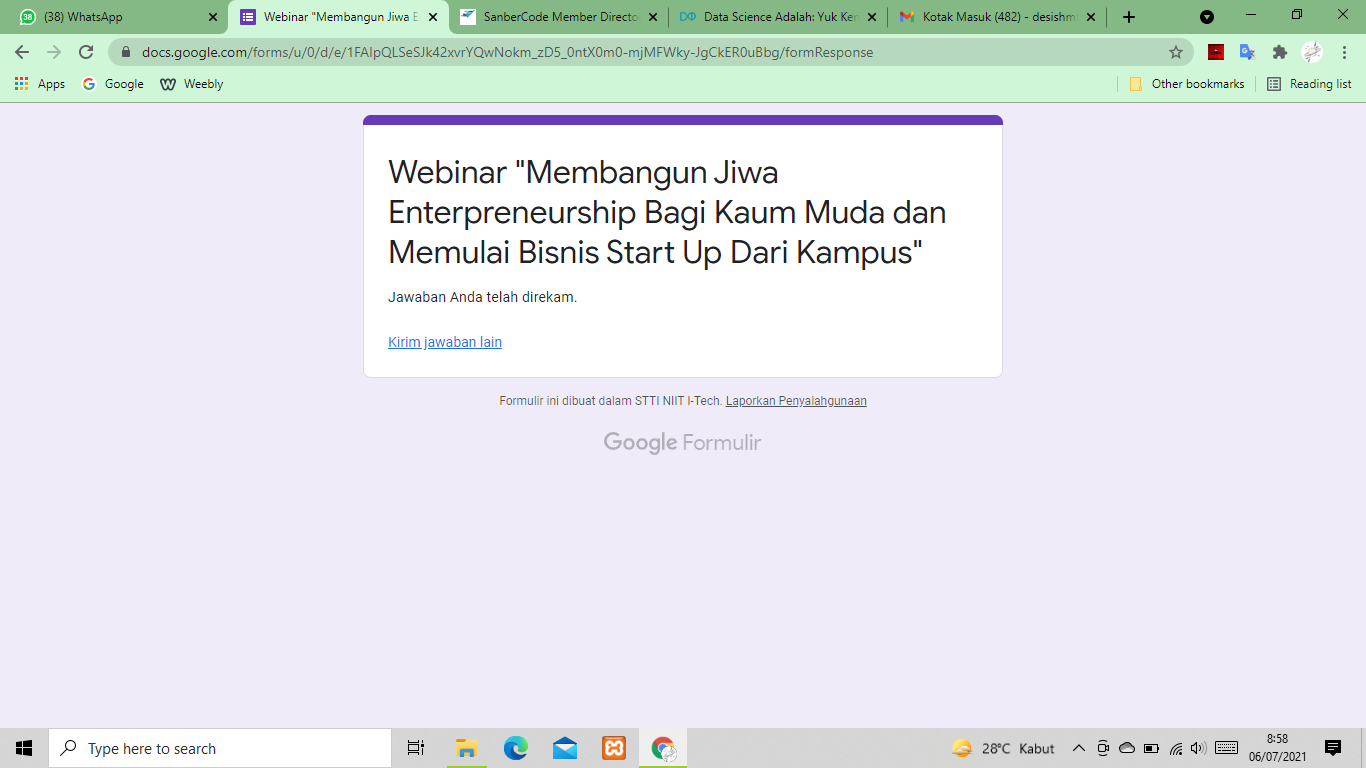 (38) WhatsApp
Webinar "Membangun Jiwa E
SanberCode Member Directo
Data Science Adalah: Yuk Ken
Kotak Masuk (482) - desishm
docs.google.com/forms/u/0/d/e/1FAIpQLSeSJk42xvrYQwNokm_zD5_0ntX0m0-mjMFWky-JgCkER0uBbg/formResponse
Apps
Google
Weebly
Other bookmarks
Reading list
Webinar "Membangun Jiwa
Enterpreneurship Bagi Kaum Muda dan
Memulai Bisnis Start Up Dari Kampus"
Jawaban Anda telah direkam.
Kirim jawaban lain
Formulir ini dibuat dalam STTI NIIT I-Tech. Laporkan Penyalahgunaan
Google Formulir
Type here to search
28°C Kabut
8:58
06/07/2021